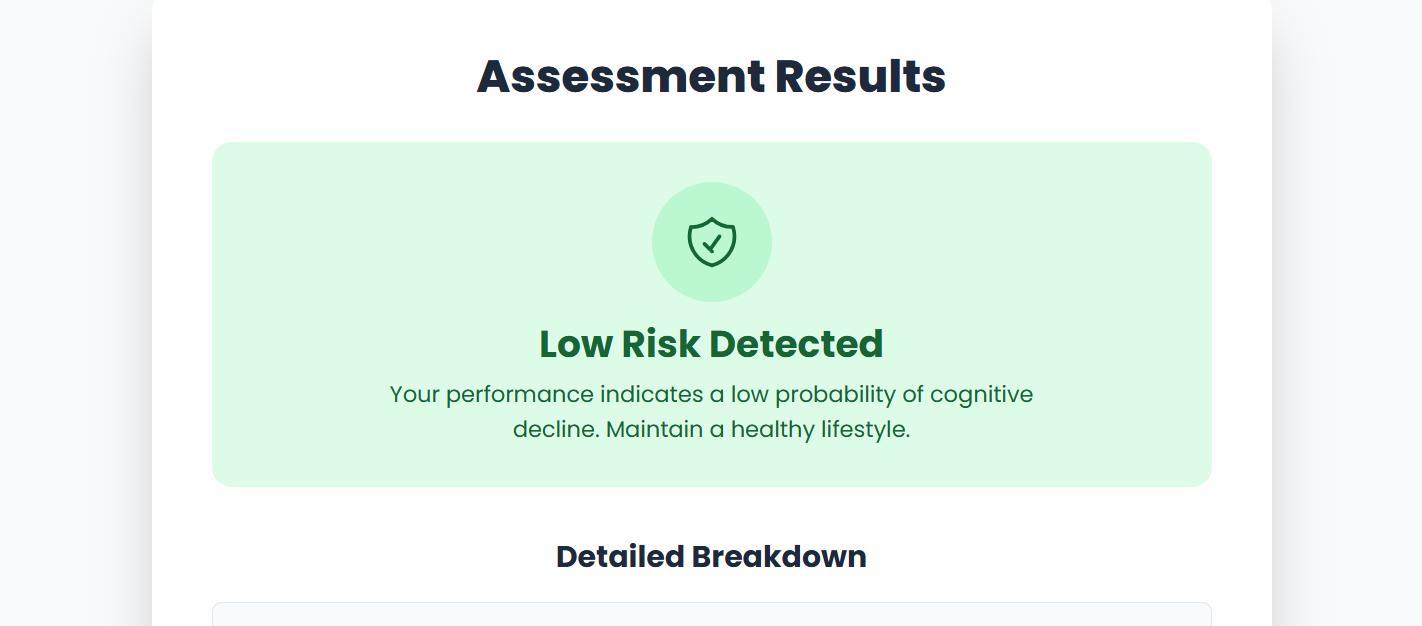 Assessment Results
Low Risk Detected
Your performance indicates a low probability of cognitive
decline. Maintain a healthy lifestyle.
Detailed Breakdown